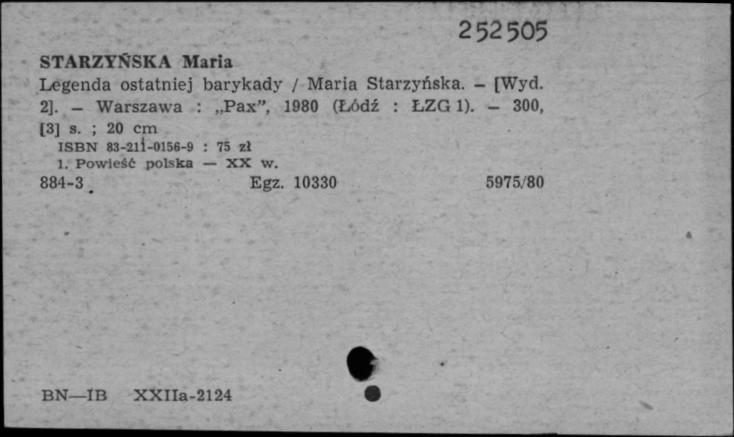 252505
STARZYŃSKA Maria
Legenda ostatniej barykady / Maria Starzyńska. — [Wyd.
2]. — Warszawa : „Pax”, 1980 (Łódź : ŁZG 1). — 300,
[3] s. ; 20 cm
ISBN 83-211-0156-9 : 75 zł
1. Powieść polska — XX w.
884-3 Egz. 10330 5975/80
BN—IB XXIIa-2124